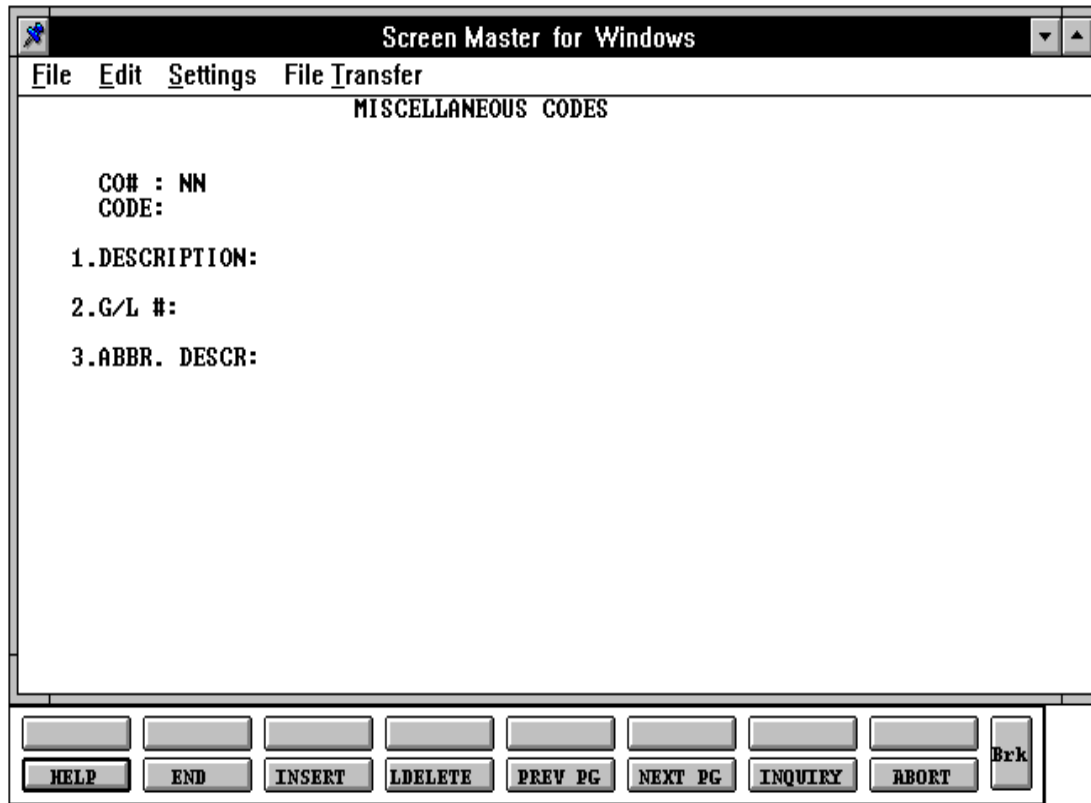 Screen Master for Windows
File Edit Settings File Transfer
MISCELLANEOUS CODES
CO# : NN
CODE:
1.DESCRIPTION:
2.G/L #:
3.ABBR. DESCR:
Brk
HELP END INSERT LDELETE PREV PG NEXT PG INQUIRY ABORT